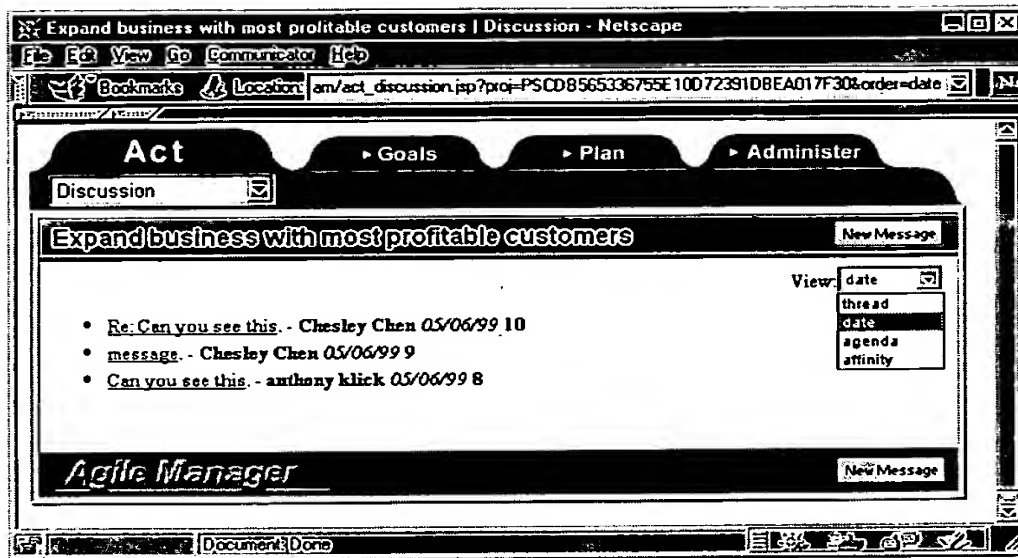 Expand business with most profitable customers | Discussion - Netscape
File Edit View Go Communicator Help
Bookmarks Location: am/act_discussion.jsp?proj=PSCDB565336755E10D72391DBEA017F30&order=date
Act Goals Plan Administer
Discussion
Expand business with most profitable customers New Message
View: date
thread
date
agenda
affinity
Re: Can you see this. - Chesley Chen 05/06/99 10
message. - Chesley Chen 05/06/99 9
Can you see this. - anthony klick 05/06/99 8
Agile Manager New Message
Document: Done